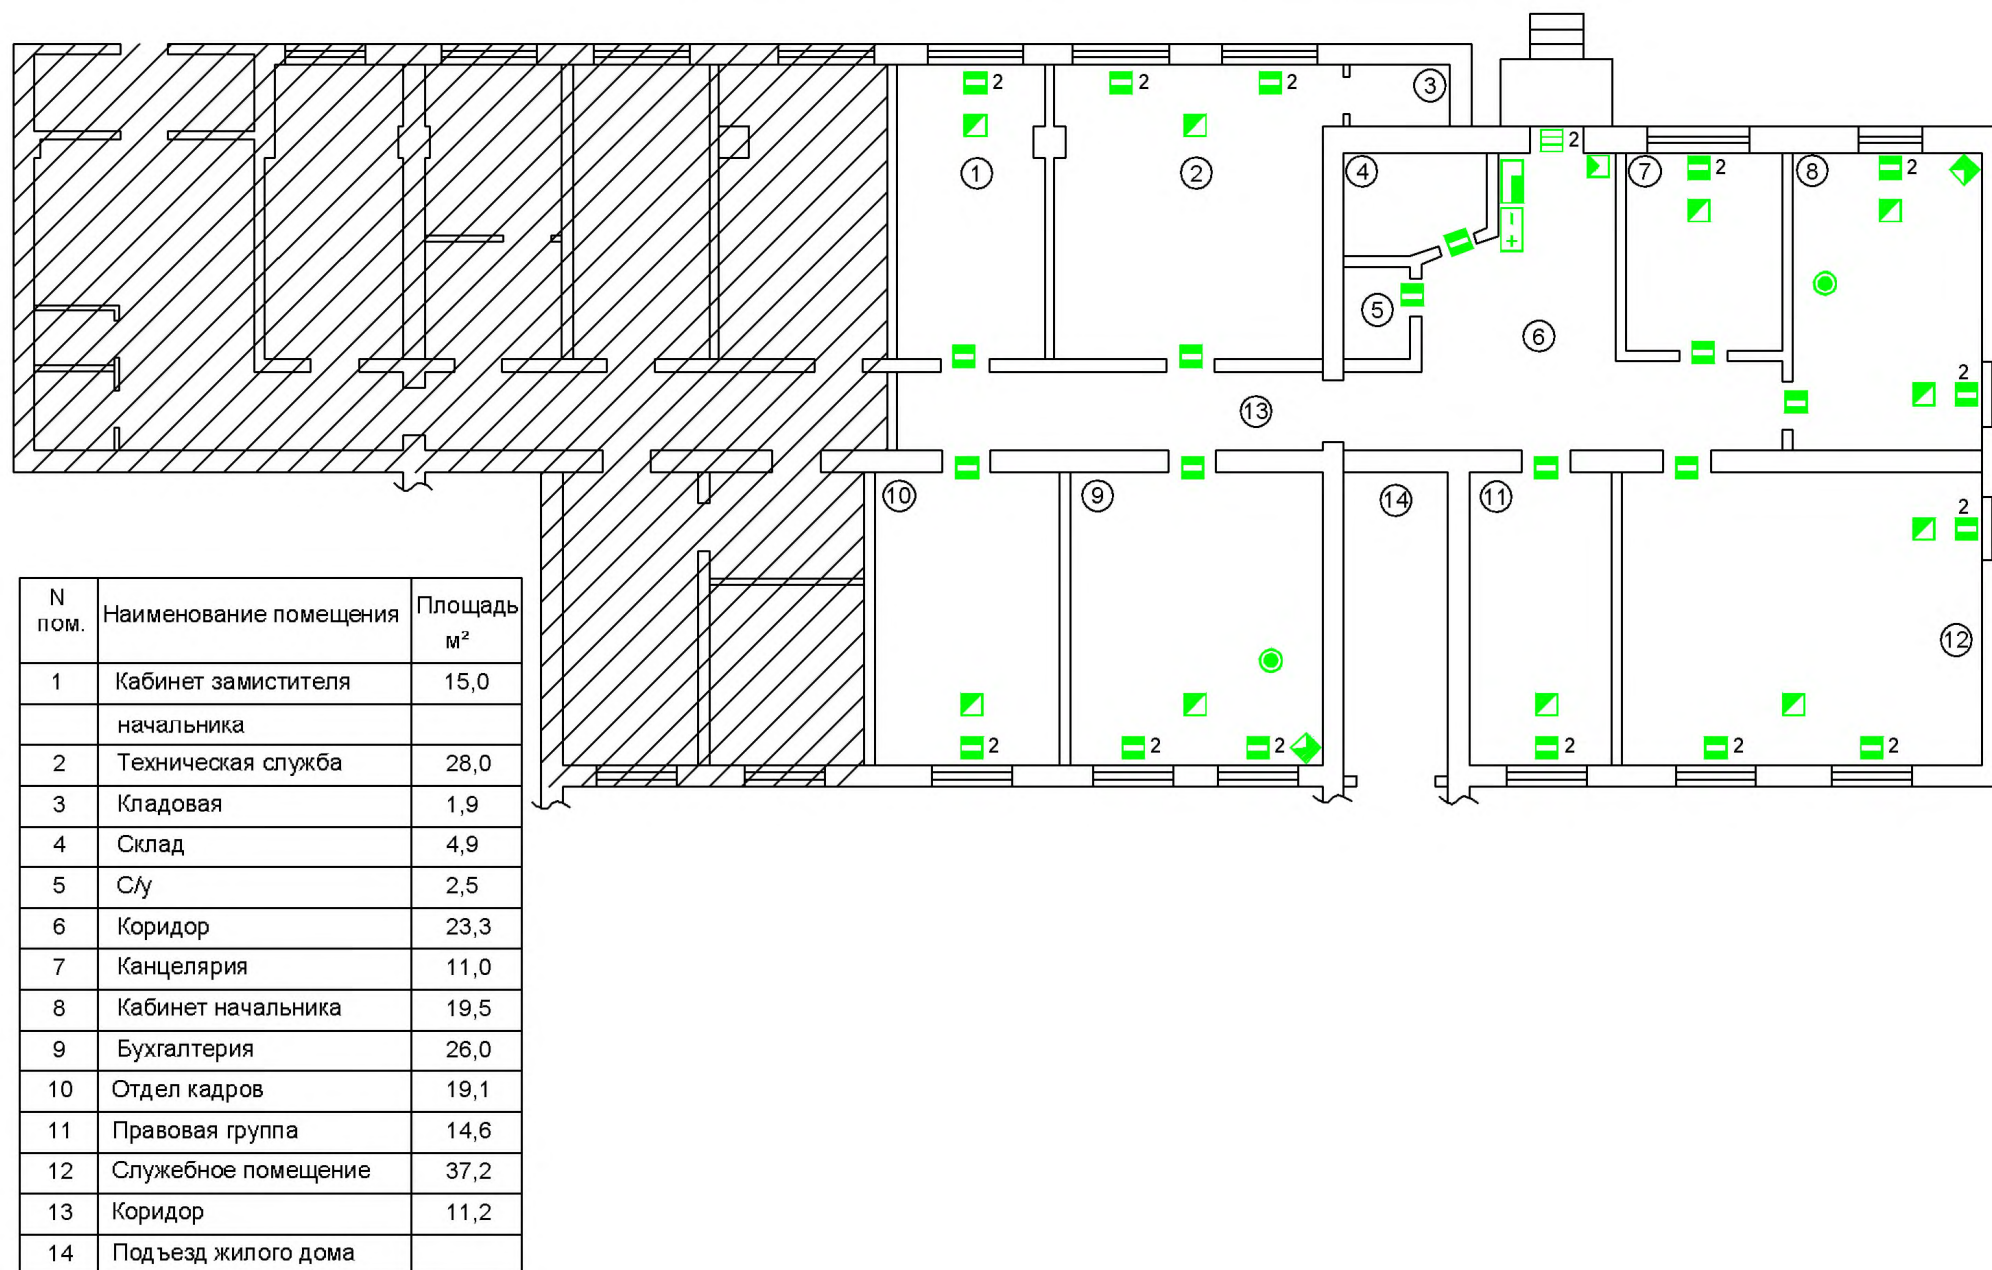 2
2
2
3
2
1
2
4
7
2
8
2
5
6
2
13
10
9
14
11
2
12
2
2
2
2
2
2
N пом.
Наименование помещения
Площадь м²
1 Кабинет замистителя 15,0
начальника
2 Техническая служба 28,0
3 Кладовая 1,9
4 Склад 4,9
5 С/у 2,5
6 Коридор 23,3
7 Канцелярия 11,0
8 Кабинет начальника 19,5
9 Бухгалтерия 26,0
10 Отдел кадров 19,1
11 Правовая группа 14,6
12 Служебное помещение 37,2
13 Коридор 11,2
14 Подъезд жилого дома